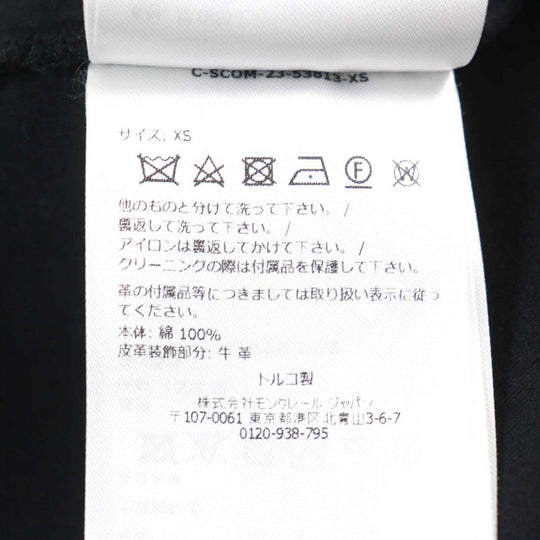 C-SCOM-23-53813-XS
サイズ: XS
他のものと分けて洗って下さい。/
裏返して洗って下さい。/
アイロンは裏返してかけて下さい。/
クリーニングの際は付属品を保護して下さい。
革の付属品等につきましては取り扱い表示に従っ
てください。
本体: 綿 100%
皮革装飾部分: 牛 革
トルコ製
株式会社モンクレール ジャパン
〒107-0061 東京都港区北青山3-6-7
0120-938-795